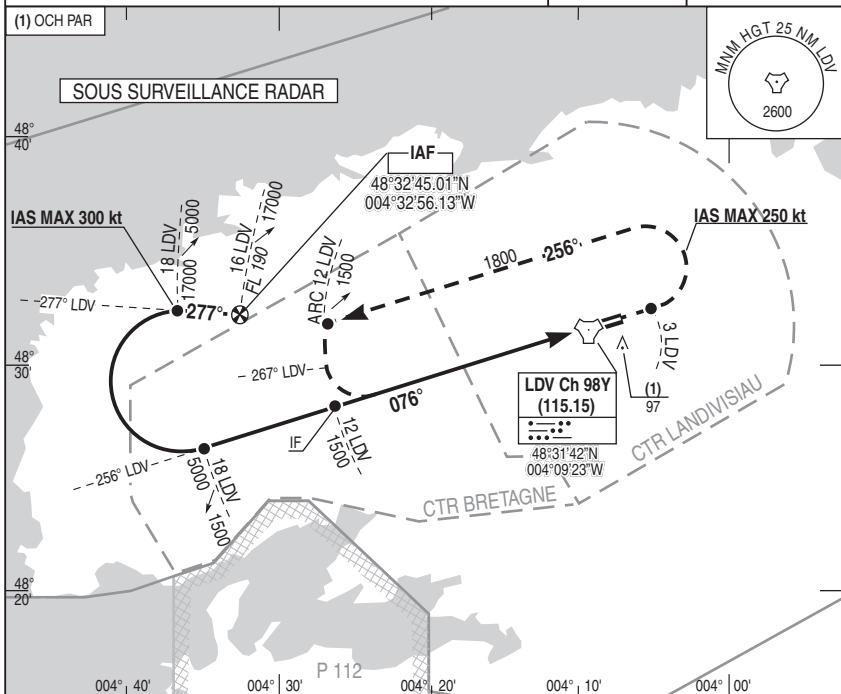 (1) OCH PAR
MNM HGT 25 NM LDV
2600
SOUS SURVEILLANCE RADAR
48°
40'
IAF
48°32'45.01"N
004°32'56.13"W
IAS MAX 300 kt
18 LDV
17000
5000
16 LDV
FL 190
17000
IAS MAX 250 kt
ARC 12 LDV
1500
1800
256°
277° LDV
277°
48°
30'
267° LDV
3 LDV
076°
LDV Ch 98Y
(115.15)
(1)
97
48°31'42"N
004°09'23"W
IF
12 LDV
1500
256° LDV
18 LDV
5000
1500
CTR LANDIVISIAU
CTR BRETAGNE
48°
20'
P 112
004° 40'
004° 30'
004° 20'
004° 10'
004° 00'